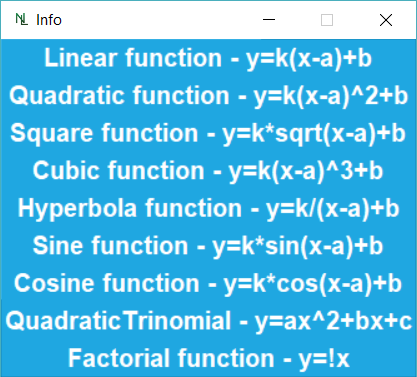 NL Info
Linear function - y=k(x-a)+b
Quadratic function - y=k(x-a)^2+b
Square function - y=k*sqrt(x-a)+b
Cubic function - y=k(x-a)^3+b
Hyperbola function - y=k/(x-a)+b
Sine function - y=k*sin(x-a)+b
Cosine function - y=k*cos(x-a)+b
QuadraticTrinomial - y=ax^2+bx+c
Factorial function - y=!x